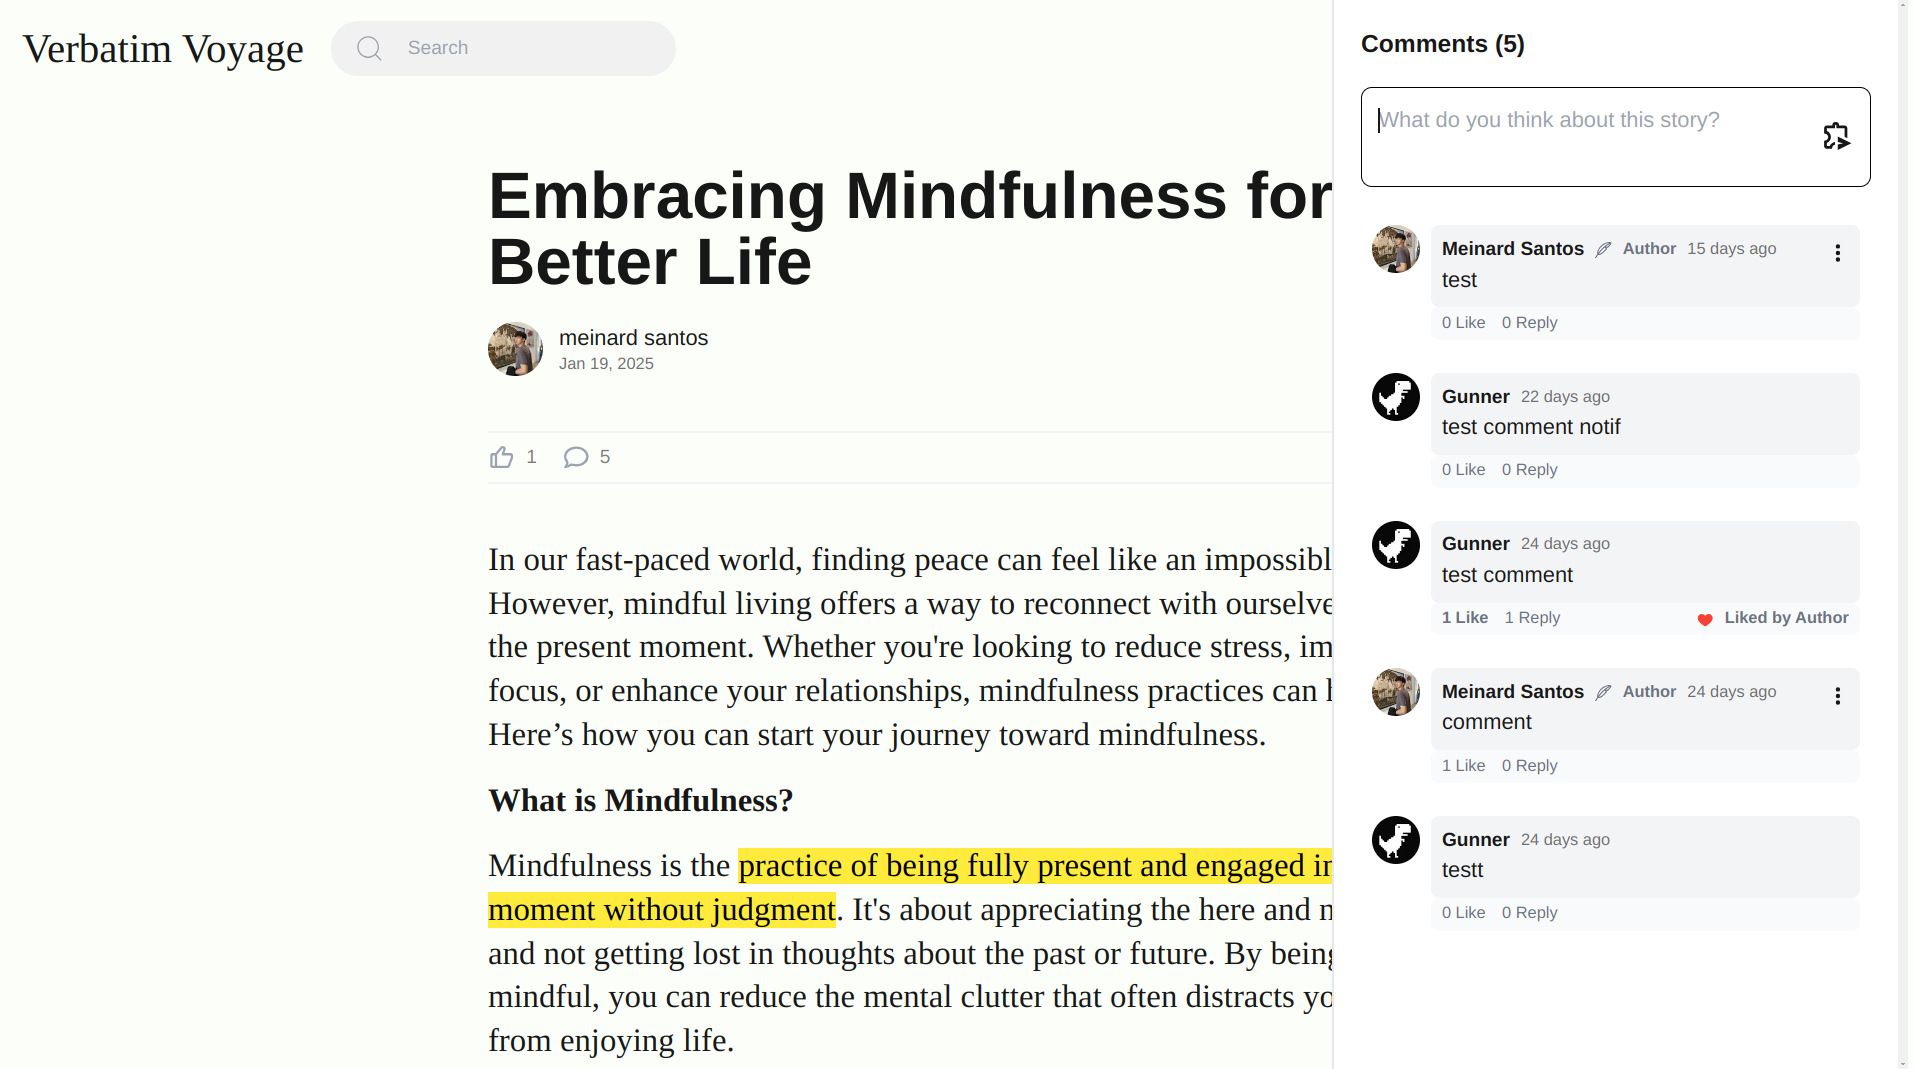 Verbatim Voyage
Search
Embracing Mindfulness for
Better Life
meinard santos
Jan 19, 2025
1
5
In our fast-paced world, finding peace can feel like an impossibl
However, mindful living offers a way to reconnect with ourselve
the present moment. Whether you're looking to reduce stress, im
focus, or enhance your relationships, mindfulness practices can h
Here’s how you can start your journey toward mindfulness.
What is Mindfulness?
Mindfulness is the practice of being fully present and engaged in
moment without judgment. It's about appreciating the here and n
and not getting lost in thoughts about the past or future. By being
mindful, you can reduce the mental clutter that often distracts yo
from enjoying life.
Comments (5)
What do you think about this story?
Meinard Santos Author 15 days ago
test
0 Like 0 Reply
Gunner 22 days ago
test comment notif
0 Like 0 Reply
Gunner 24 days ago
test comment
1 Like 1 Reply Liked by Author
Meinard Santos Author 24 days ago
comment
1 Like 0 Reply
Gunner 24 days ago
testt
0 Like 0 Reply